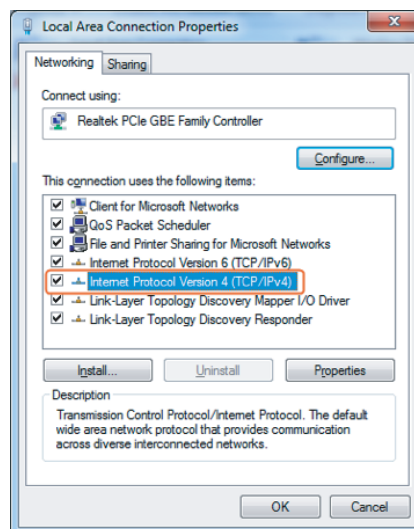 Local Area Connection Properties
Networking
Sharing
Connect using:
Realtek PCIe GBE Family Controller
Configure...
This connection uses the following items:
Client for Microsoft Networks
QoS Packet Scheduler
File and Printer Sharing for Microsoft Networks
Internet Protocol Version 6 (TCP/IPv6)
Internet Protocol Version 4 (TCP/IPv4)
Link-Layer Topology Discovery Mapper I/O Driver
Link-Layer Topology Discovery Responder
Install...
Uninstall
Properties
Description
Transmission Control Protocol/Internet Protocol. The default
wide area network protocol that provides communication
across diverse interconnected networks.
OK
Cancel